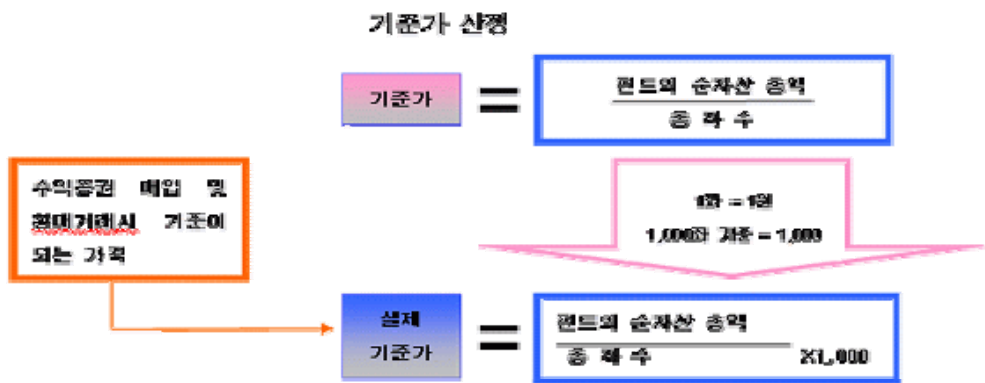 기준가 산정
기준가 = 펀드의 순자산 총액
총 좌 수
수익증권 매입 및
환매거래시 기준이
되는 가격
1좌 = 1원
1,000좌 기준 = 1,000
실제
기준가 = 펀드의 순자산 총액
총 좌 수 X1,000